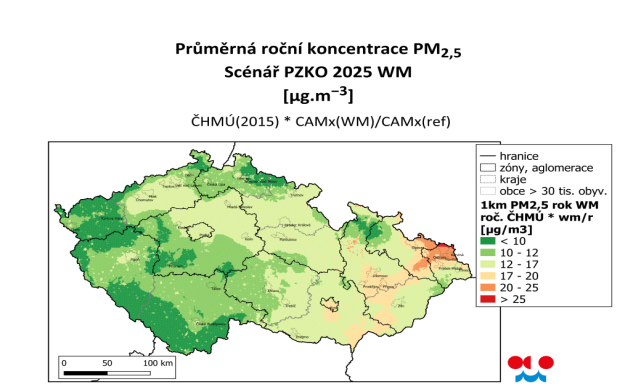 Průměrná roční koncentrace PM2,5
Scénář PZKO 2025 WM
[μg.m−3]
ČHMÚ(2015) * CAMx(WM)/CAMx(ref)
hranice
zóny, aglomerace
kraje
obce > 30 tis. obyv.
1km PM2,5 rok WM
roč. ČHMÚ * wm/r
[μg/m3]
< 10
10 - 12
12 - 17
17 - 20
20 - 25
> 25
0 50 100 km